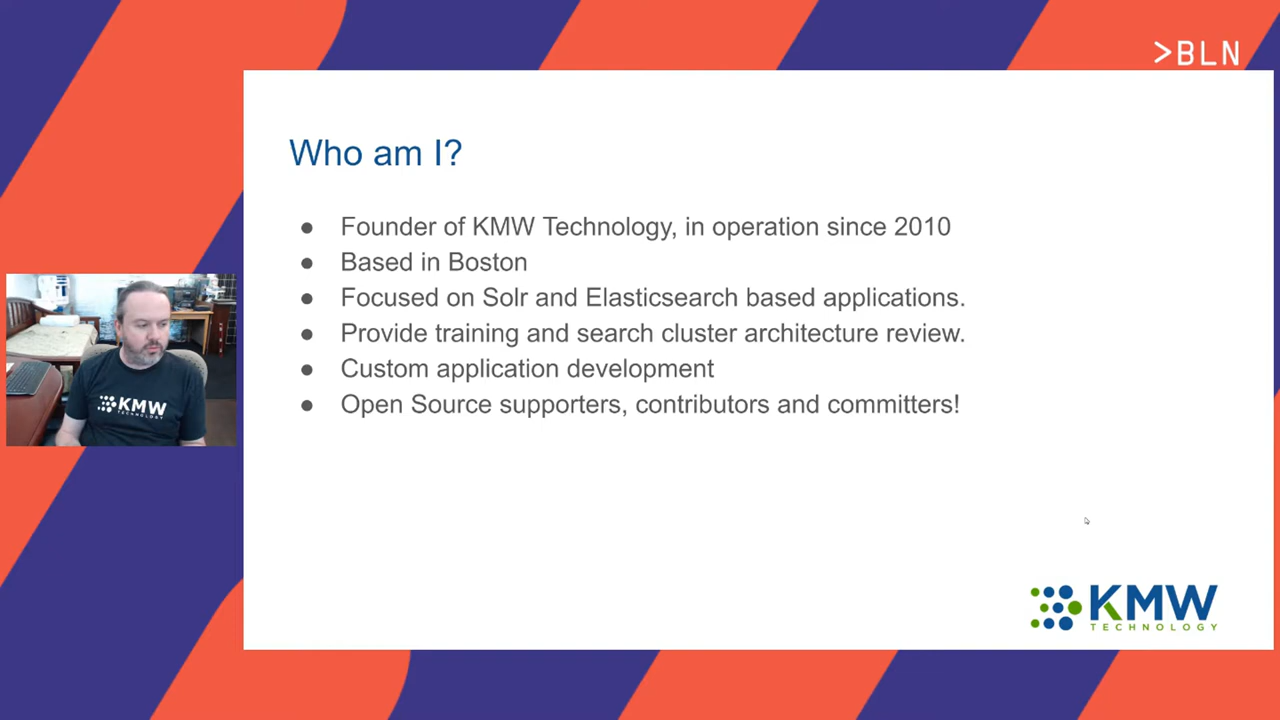 >BLN
Who am I?
● Founder of KMW Technology, in operation since 2010
● Based in Boston
● Focused on Solr and Elasticsearch based applications.
● Provide training and search cluster architecture review.
● Custom application development
● Open Source supporters, contributors and committers!
KMW
TECHNOLOGY
KMW
TECHNOLOGY